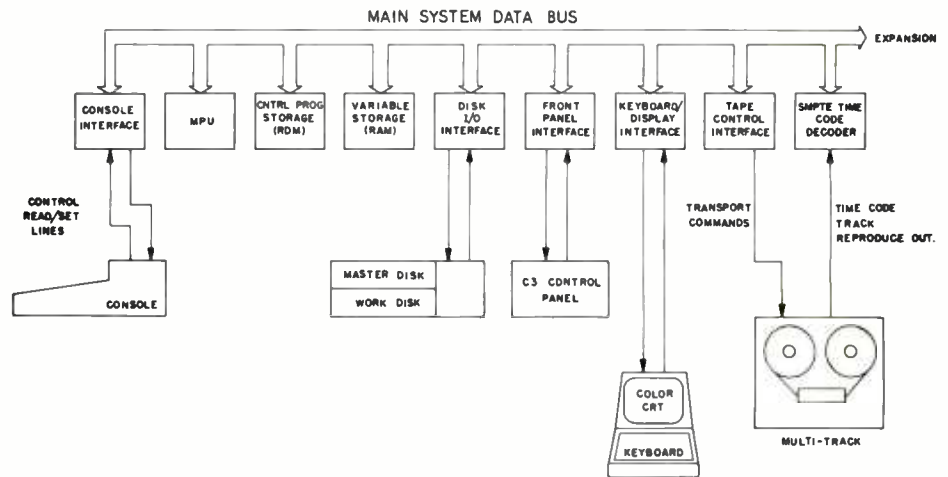 MAIN SYSTEM DATA BUS
EXPANSION
CONSOLE
INTERFACE
MPU
CNTRL PROG
STORAGE
(RDM)
VARIABLE
STORAGE
(RAM)
DISK
I/O
INTERFACE
FRONT
PANEL
INTERFACE
KEYBOARD/
DISPLAY
INTERFACE
TAPE
CONTROL
INTERFACE
SMPTE TIME
CODE
DECODER
CONTROL
READ/SET
LINES
TRANSPORT
COMMANDS
TIME CODE
TRACK
REPRODUCE OUT.
CONSOLE
MASTER DISK
WORK DISK
C3 CONTROL
PANEL
COLOR
CRT
KEYBOARD
MULTI-TRACK